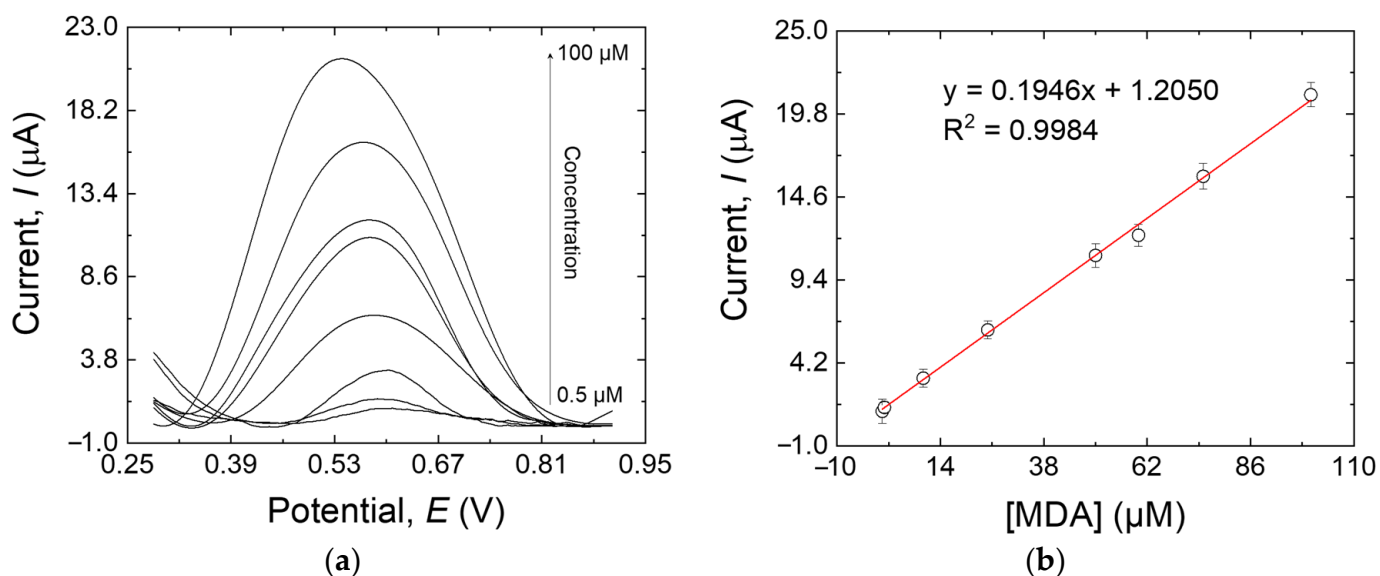 23.0
18.2
13.4
8.6
3.8
−1.0
0.25 0.39 0.53 0.67 0.81 0.95
Current, I (μA)
Potential, E (V)
100 μM
Concentration
0.5 μM
(a)
25.0
19.8
14.6
9.4
4.2
−1.0
−10 14 38 62 86 110
Current, I (μA)
[MDA] (μM)
y = 0.1946x + 1.2050
R² = 0.9984
(b)